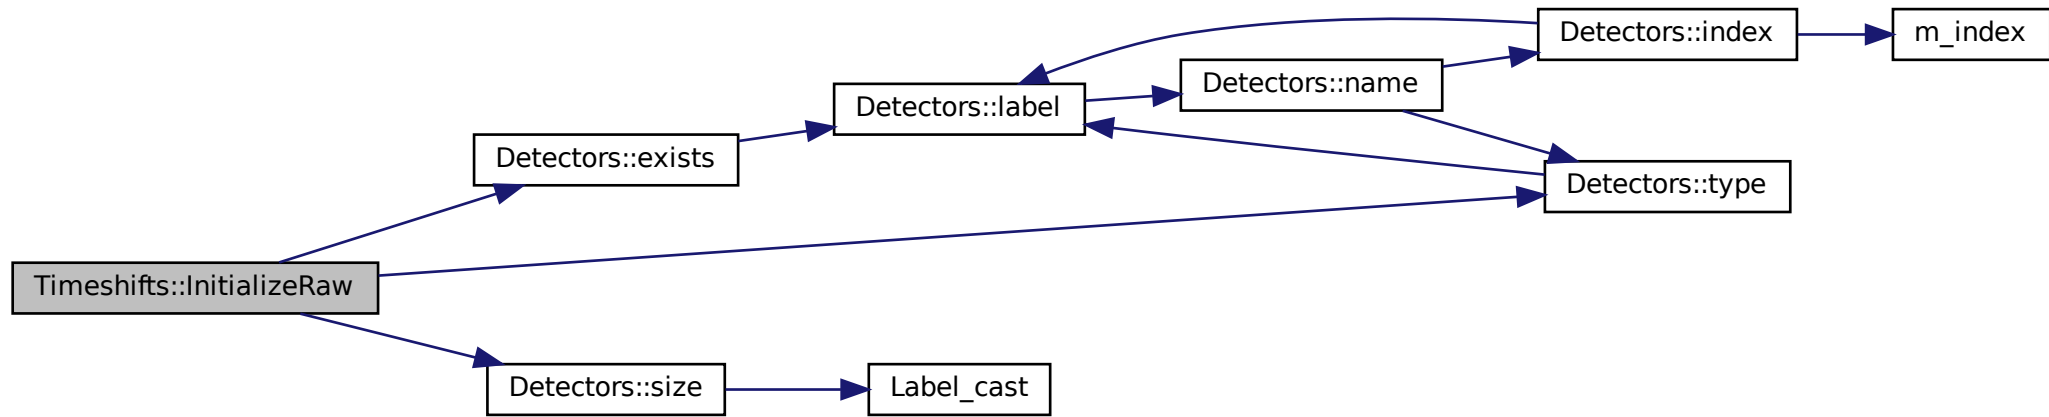 Detectors::index
m_index
Detectors::name
Detectors::label
Detectors::exists
Detectors::type
Timeshifts::InitializeRaw
Detectors::size
Label_cast